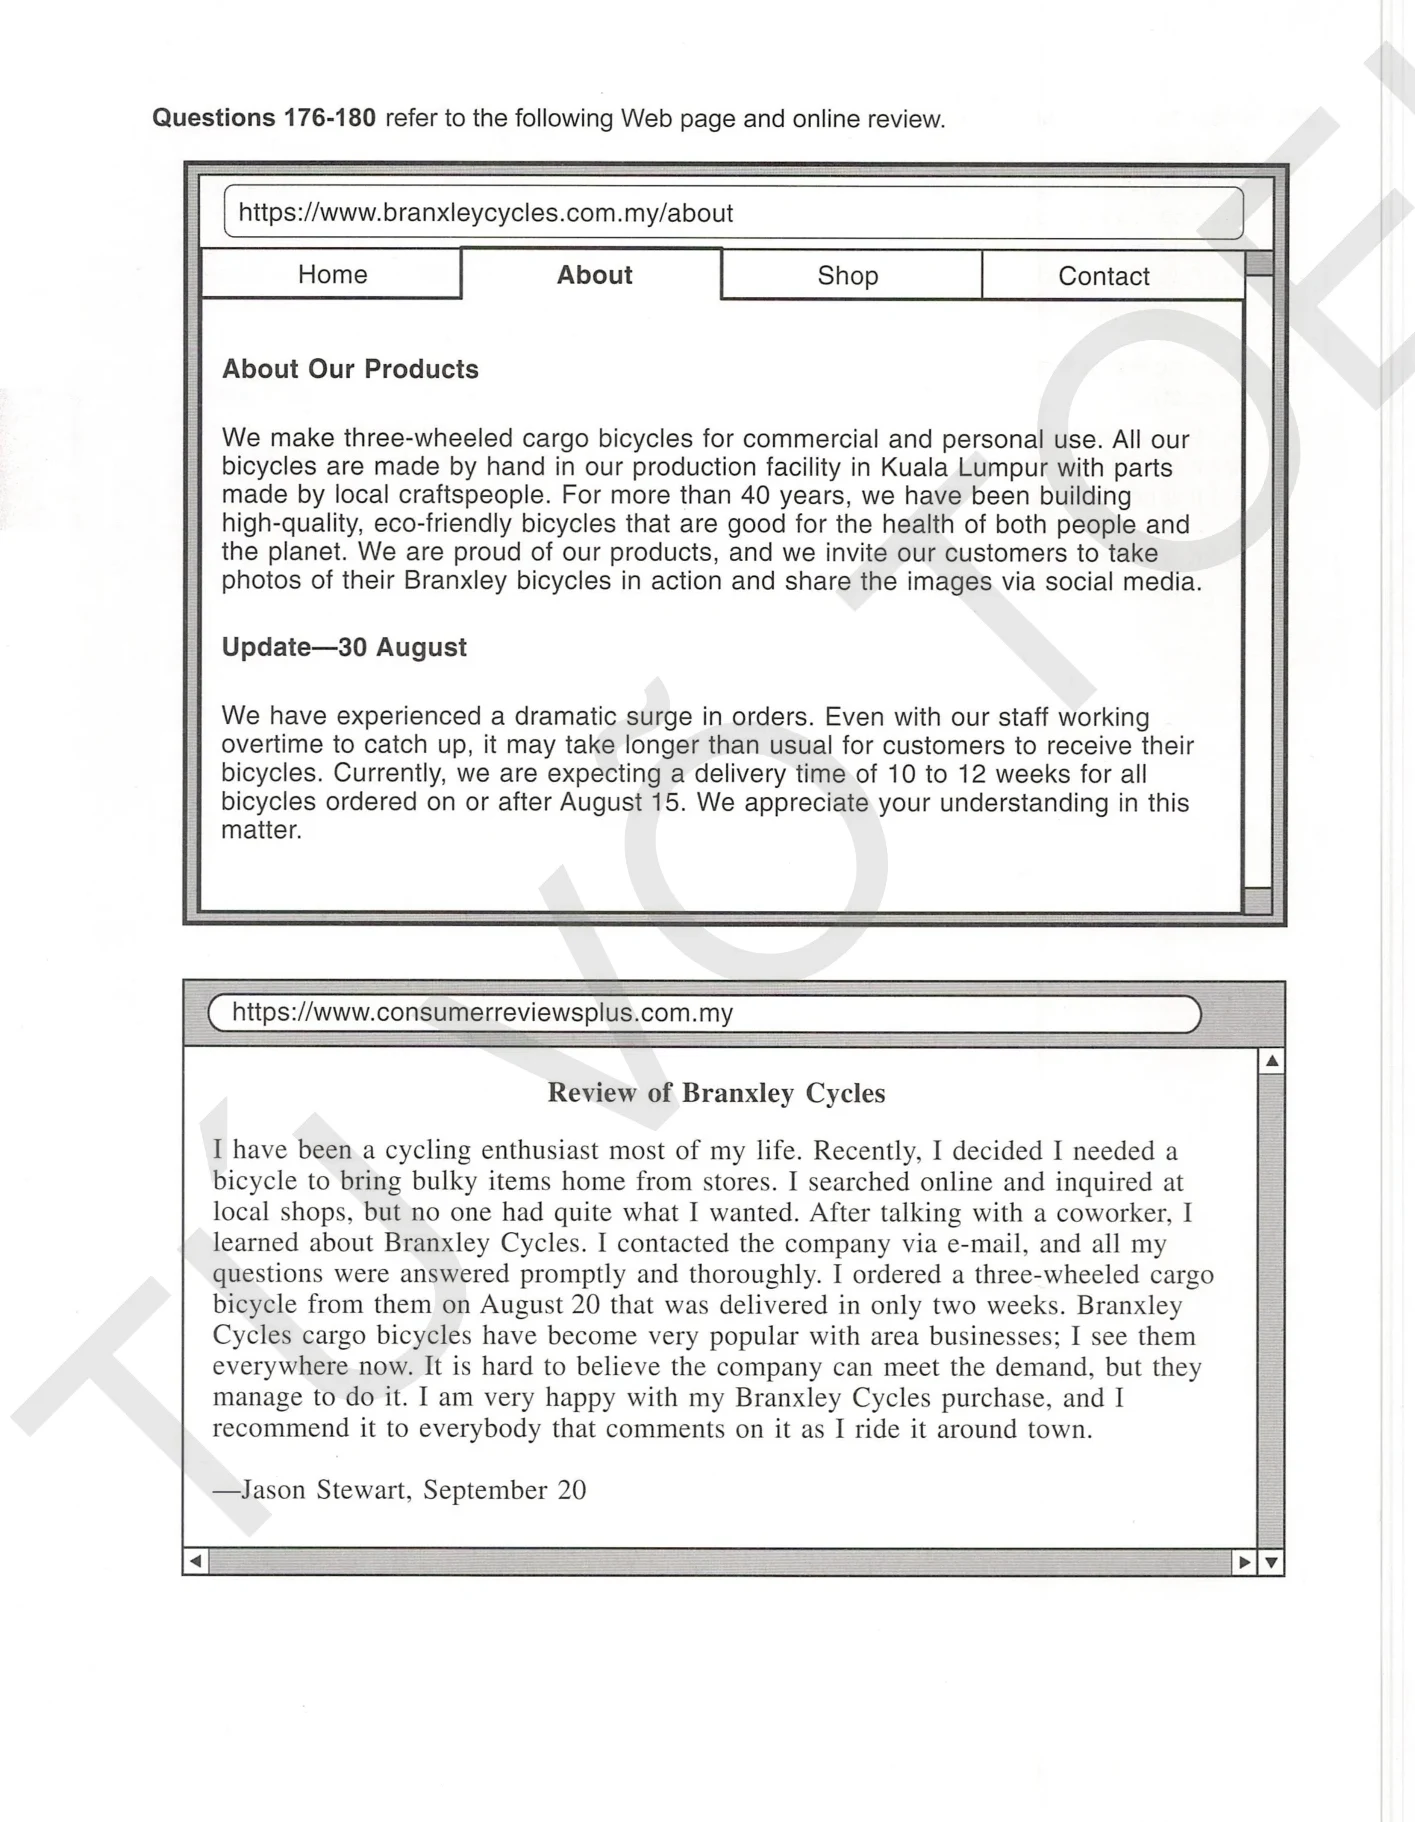 Questions 176-180 refer to the following Web page and online review.
https://www.branxleycycles.com.my/about
Home About Shop Contact
About Our Products
We make three-wheeled cargo bicycles for commercial and personal use. All our
bicycles are made by hand in our production facility in Kuala Lumpur with parts
made by local craftspeople. For more than 40 years, we have been building
high-quality, eco-friendly bicycles that are good for the health of both people and
the planet. We are proud of our products, and we invite our customers to take
photos of their Branxley bicycles in action and share the images via social media.
Update—30 August
We have experienced a dramatic surge in orders. Even with our staff working
overtime to catch up, it may take longer than usual for customers to receive their
bicycles. Currently, we are expecting a delivery time of 10 to 12 weeks for all
bicycles ordered on or after August 15. We appreciate your understanding in this
matter.
https://www.consumerreviewsplus.com.my
Review of Branxley Cycles
I have been a cycling enthusiast most of my life. Recently, I decided I needed a
bicycle to bring bulky items home from stores. I searched online and inquired at
local shops, but no one had quite what I wanted. After talking with a coworker, I
learned about Branxley Cycles. I contacted the company via e-mail, and all my
questions were answered promptly and thoroughly. I ordered a three-wheeled cargo
bicycle from them on August 20 that was delivered in only two weeks. Branxley
Cycles cargo bicycles have become very popular with area businesses; I see them
everywhere now. It is hard to believe the company can meet the demand, but they
manage to do it. I am very happy with my Branxley Cycles purchase, and I
recommend it to everybody that comments on it as I ride it around town.
—Jason Stewart, September 20
TÚ VÕ TOE